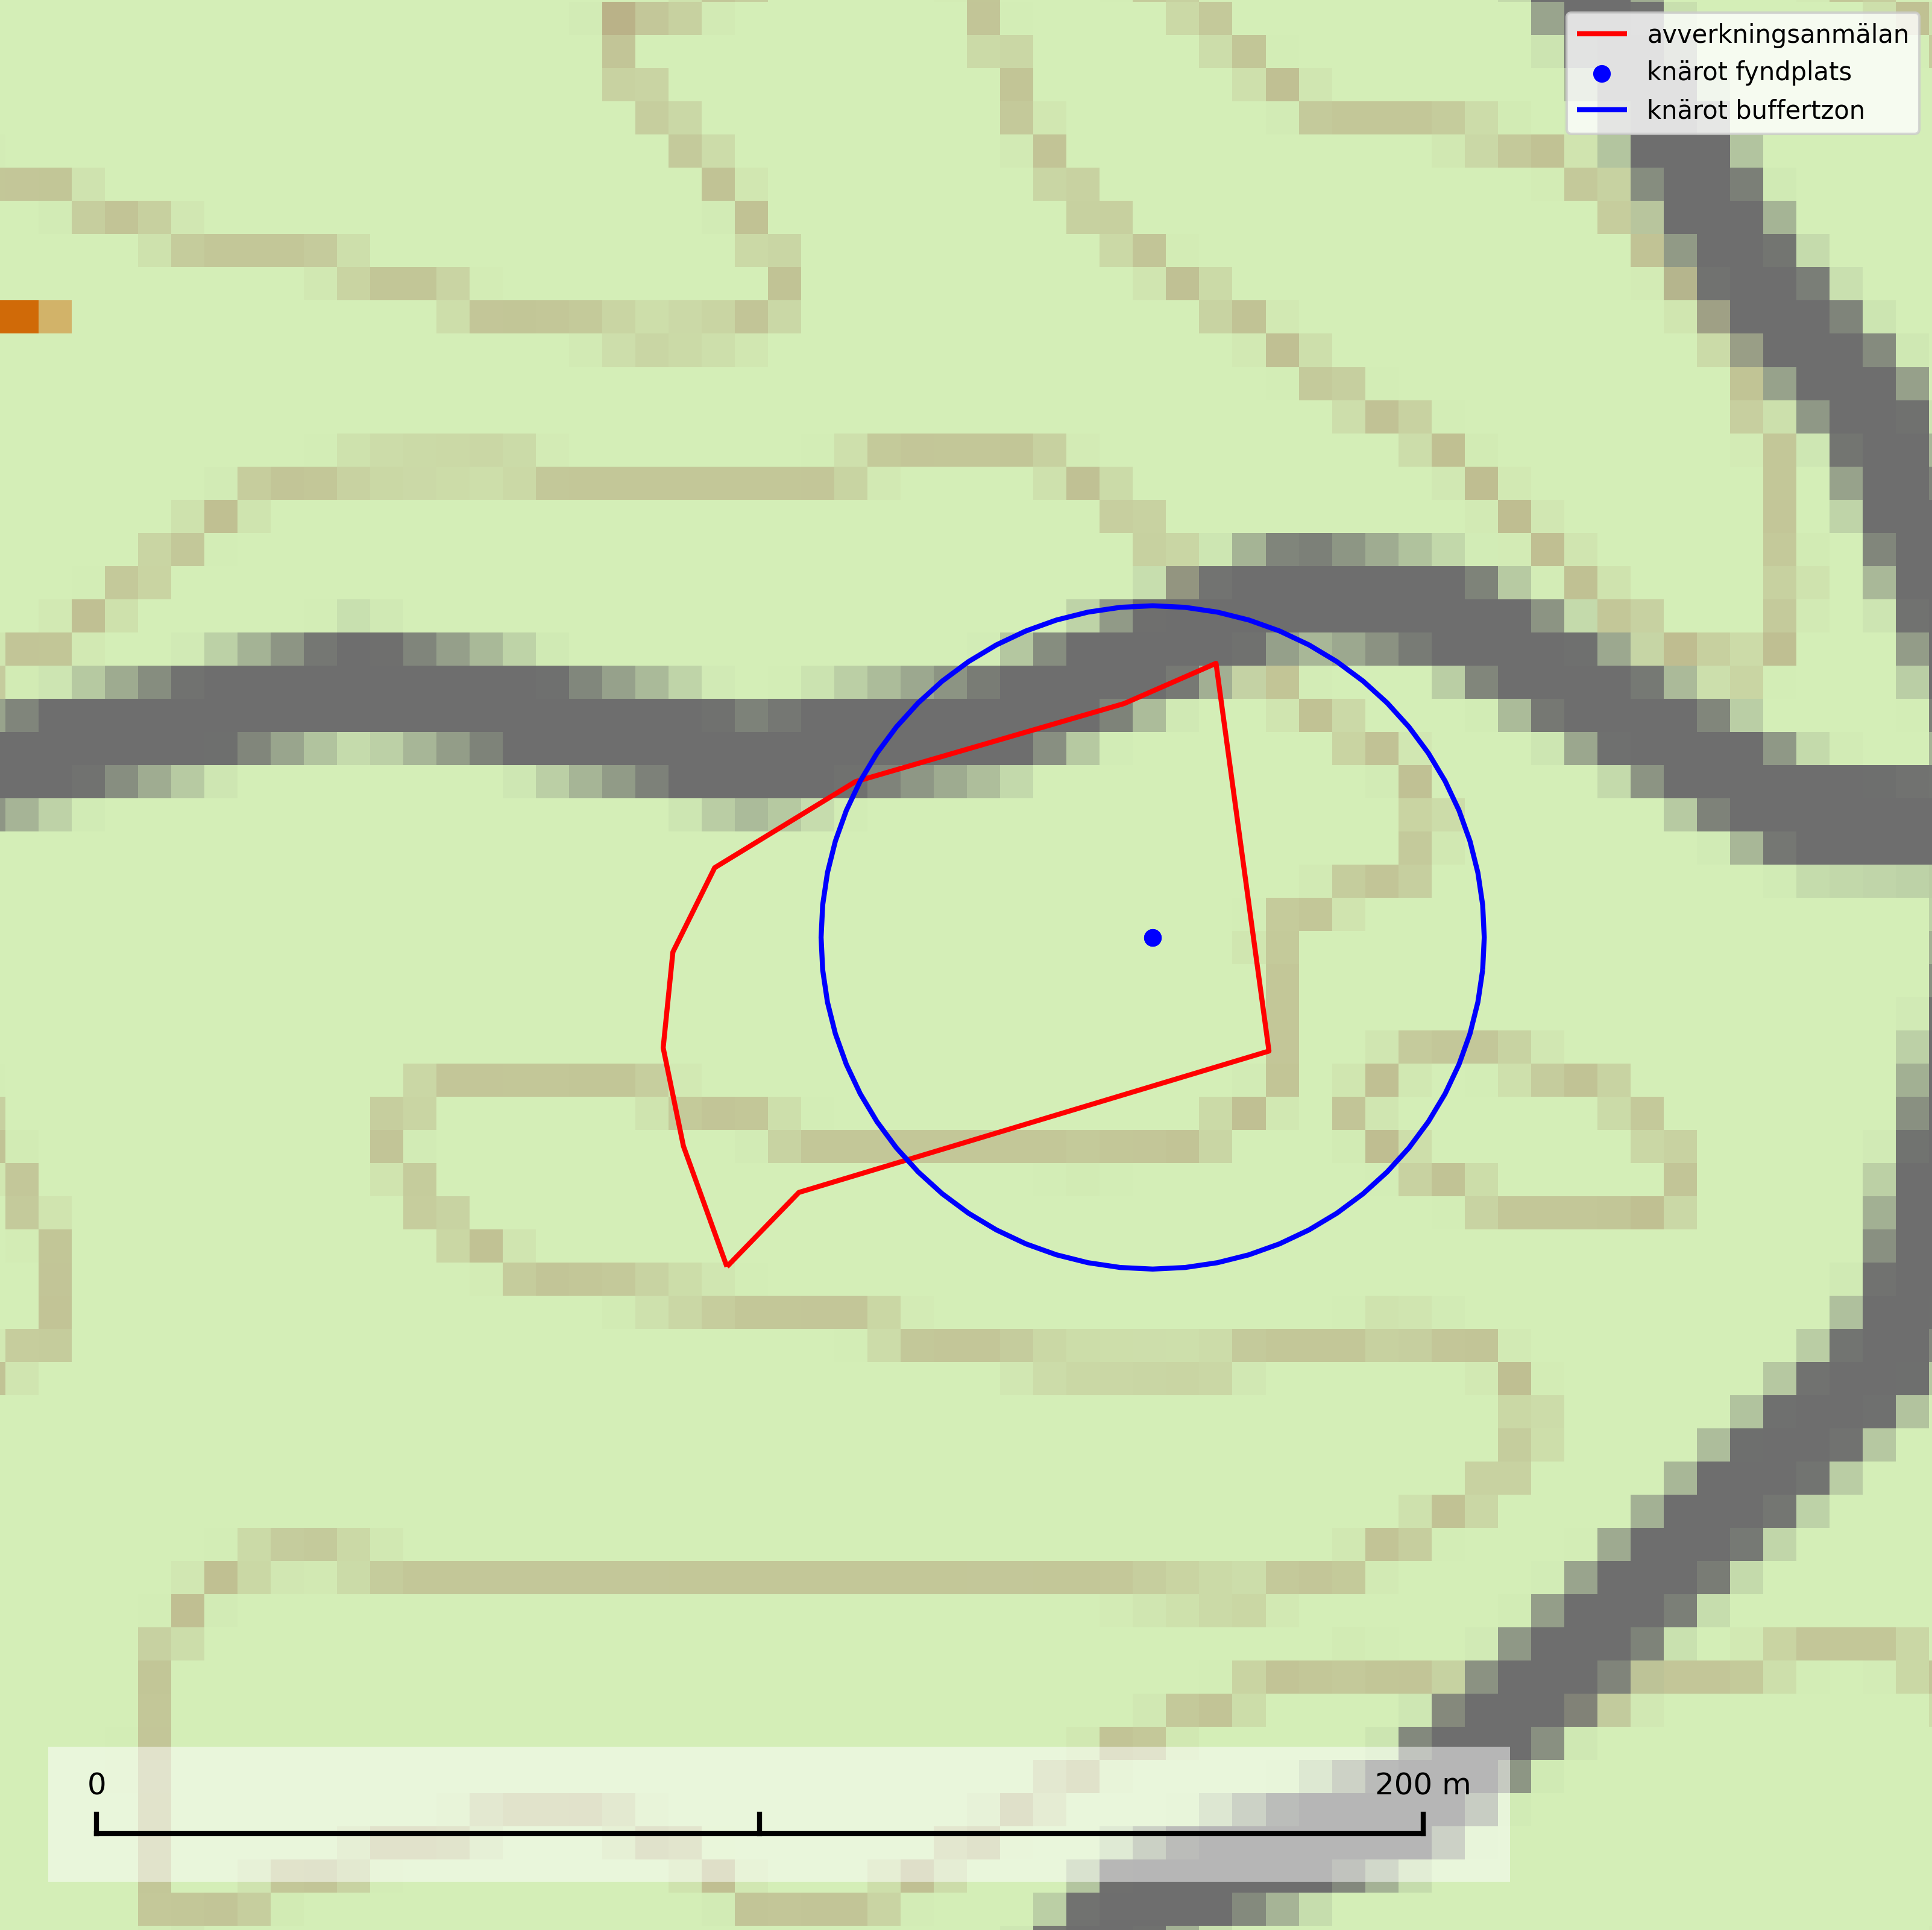 avverkningsanmälan
knärot fyndplats
knärot buffertzon
0
200 m